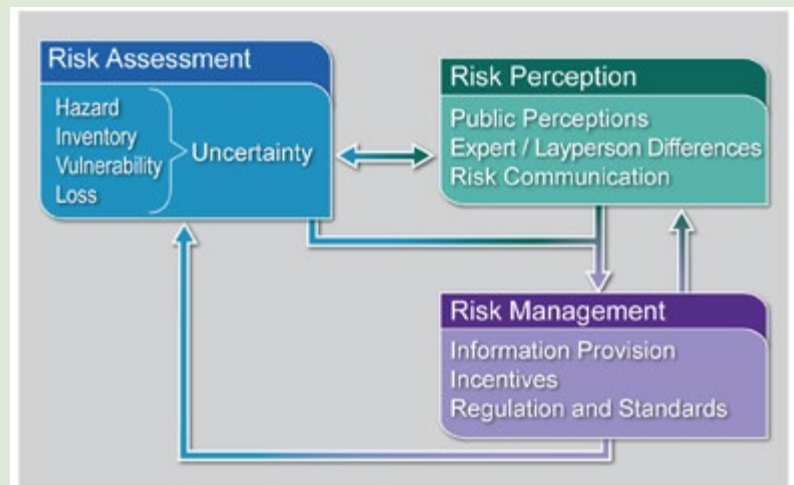 Risk Assessment
Hazard
Inventory
Vulnerability
Loss
Uncertainty
Risk Perception
Public Perceptions
Expert / Layperson Differences
Risk Communication
Risk Management
Information Provision
Incentives
Regulation and Standards